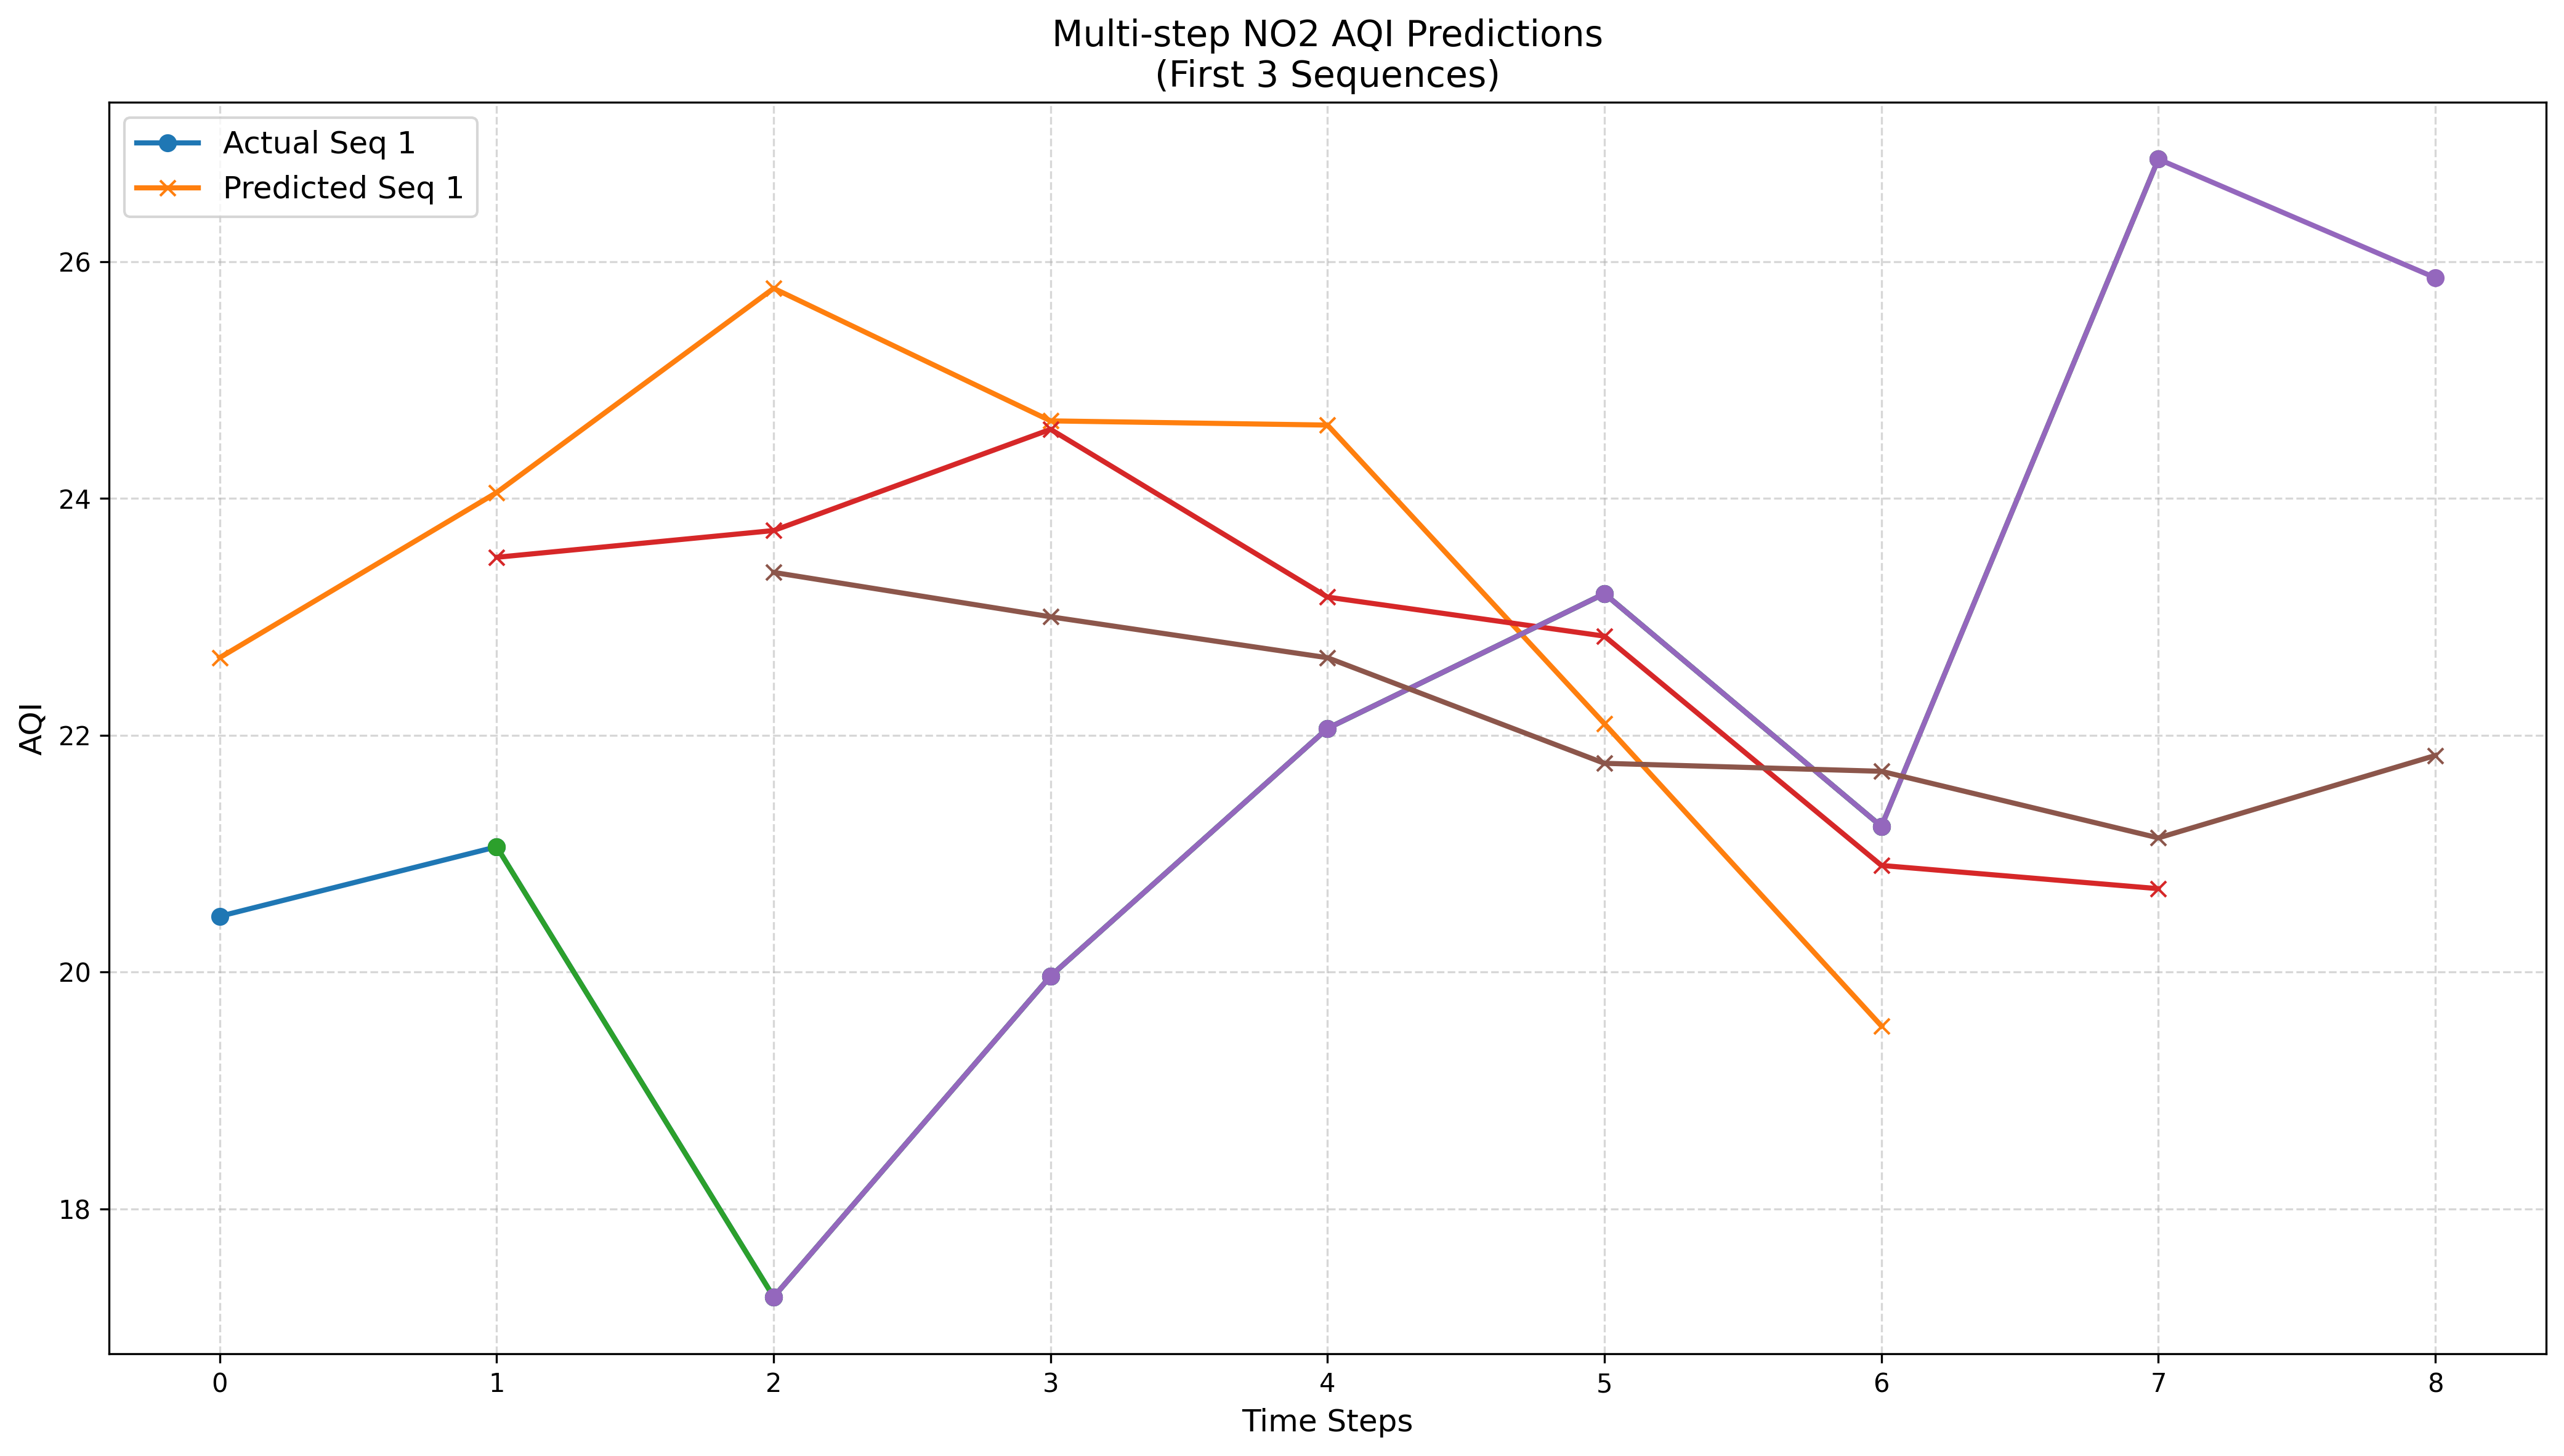 Multi-step NO2 AQI Predictions
(First 3 Sequences)
Actual Seq 1
Predicted Seq 1
AQI
26
24
22
20
18
0 1 2 3 4 5 6 7 8
Time Steps